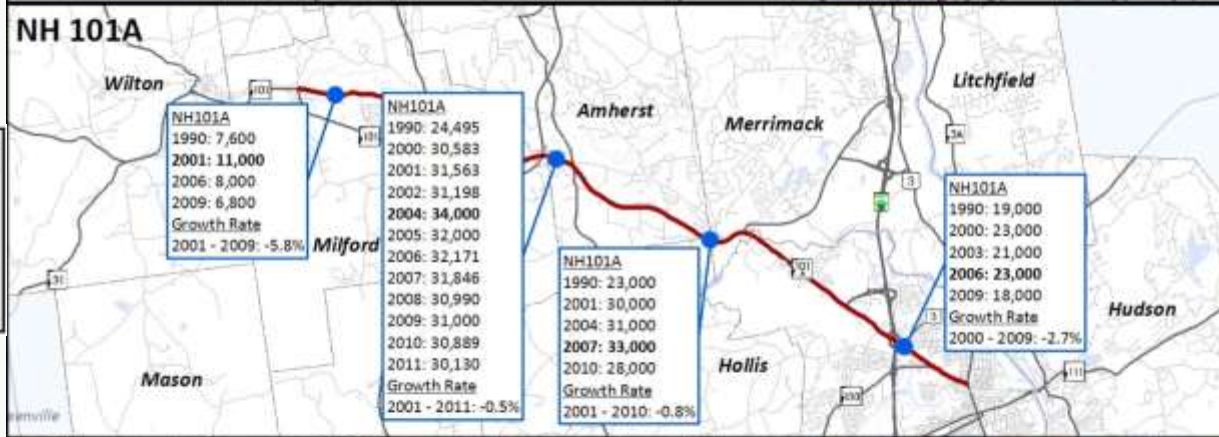 NH 101A
Wilton
Amherst
Merrimack
Litchfield
Milford
Mason
Hollis
Hudson
NH101A
1990: 7,600
2001: 11,000
2006: 8,000
2009: 6,800
Growth Rate
2001 - 2009: -5.8%
NH101A
1990: 24,495
2000: 30,583
2001: 31,563
2002: 31,198
2004: 34,000
2005: 32,000
2006: 32,171
2007: 31,846
2008: 30,990
2009: 31,000
2010: 30,889
2011: 30,130
Growth Rate
2001 - 2011: -0.5%
NH101A
1990: 23,000
2001: 30,000
2004: 31,000
2007: 33,000
2010: 28,000
Growth Rate
2001 - 2010: -0.8%
NH101A
1990: 19,000
2000: 23,000
2003: 21,000
2006: 23,000
2009: 18,000
Growth Rate
2000 - 2009: -2.7%
101
101
31
3
3A
3
111